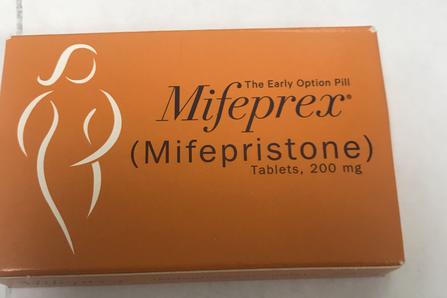 The Early Option Pill
Mifeprex®
(Mifepristone)
Tablets, 200 mg